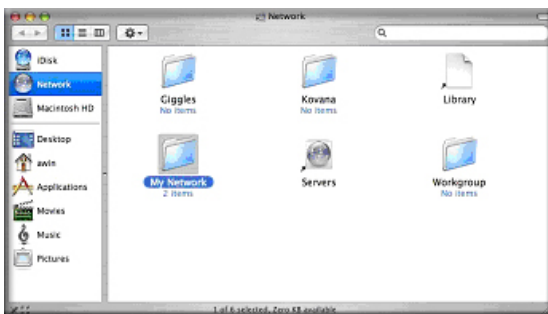 Network
iDisk
Network
Macintosh HD
Desktop
awin
Applications
Movies
Music
Pictures
Giggles
No items
Kovana
No items
Library
My Network
2 items
Servers
Workgroup
No items
1 of 6 selected, Zero KB available